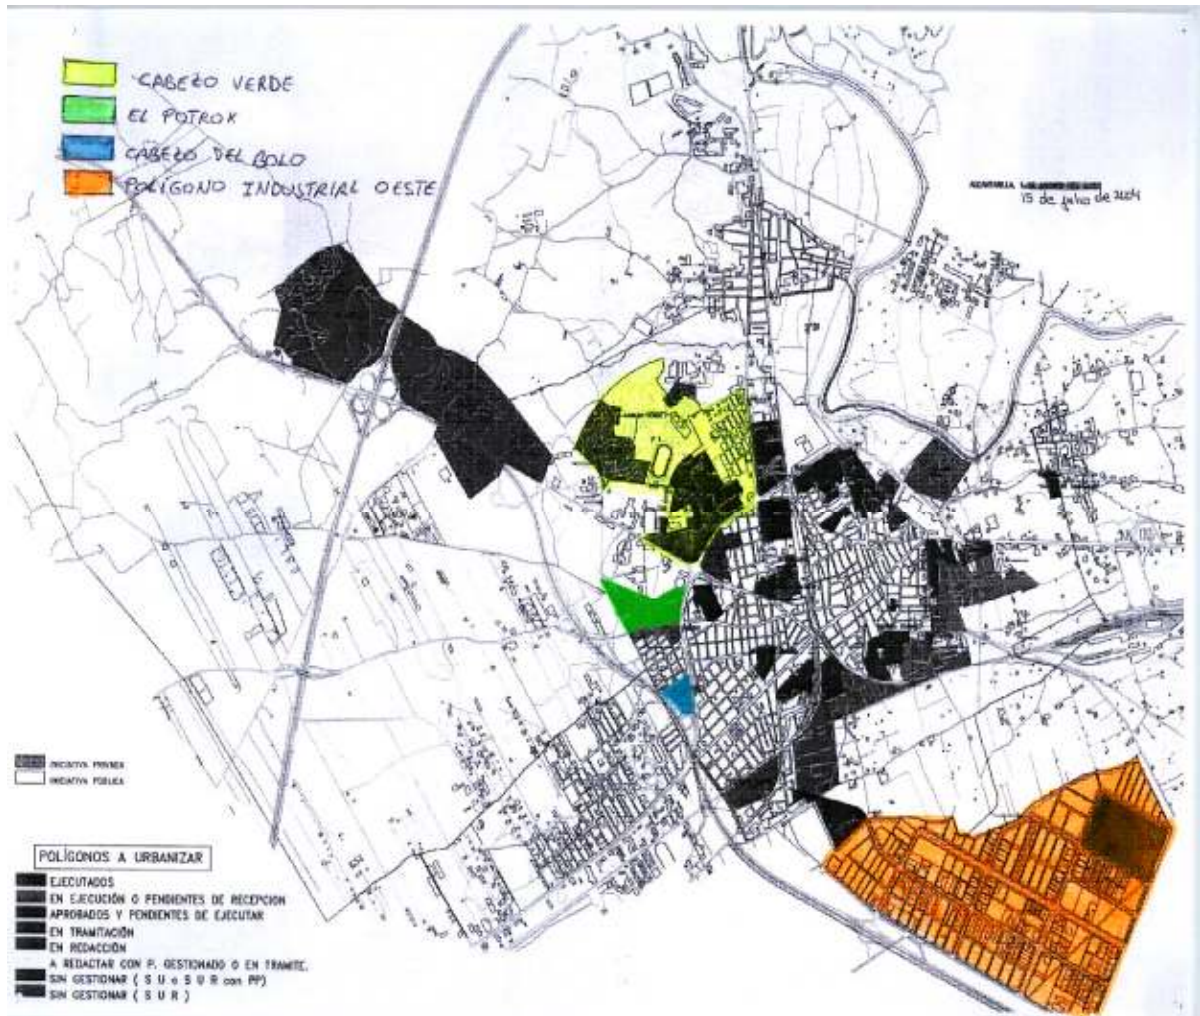 CABEZO VERDE
EL POTROX
CABEZO DEL BOLO
POLÍGONO INDUSTRIAL OESTE
15 de julio de 2004
INICIATIVA PRIVADA
INICIATIVA PÚBLICA
POLÍGONOS A URBANIZAR
EJECUTADOS
EN EJECUCIÓN O PENDIENTES DE RECEPCION
APROBADOS Y PENDIENTES DE EJECUTAR
EN TRAMITACIÓN
EN REDACCIÓN
A REDACTAR CON P. GESTIONADO O EN TRAMITE.
SIN GESTIONAR ( S U o S U R con PP)
SIN GESTIONAR ( S U R )